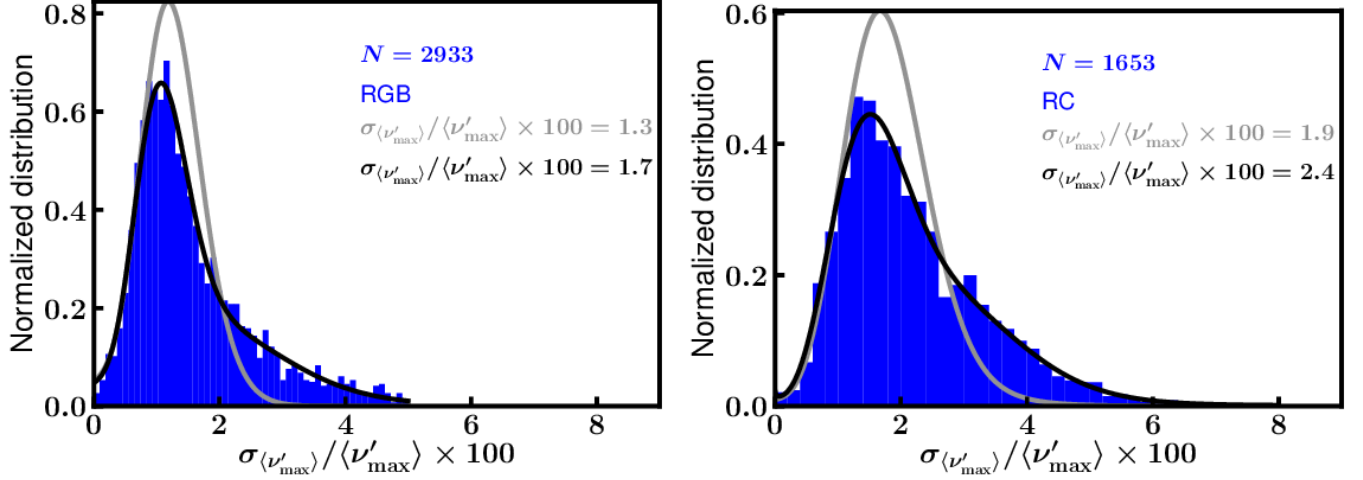 Normalized distribution
0.8
0.6
0.4
0.2
0.0
N = 2933
RGB
σ⟨ν′max⟩/⟨ν′max⟩ × 100 = 1.3
σ⟨ν′max⟩/⟨ν′max⟩ × 100 = 1.7
0 2 4 6 8
σ⟨ν′max⟩/⟨ν′max⟩ × 100
Normalized distribution
0.6
0.4
0.2
0.0
N = 1653
RC
σ⟨ν′max⟩/⟨ν′max⟩ × 100 = 1.9
σ⟨ν′max⟩/⟨ν′max⟩ × 100 = 2.4
0 2 4 6 8
σ⟨ν′max⟩/⟨ν′max⟩ × 100